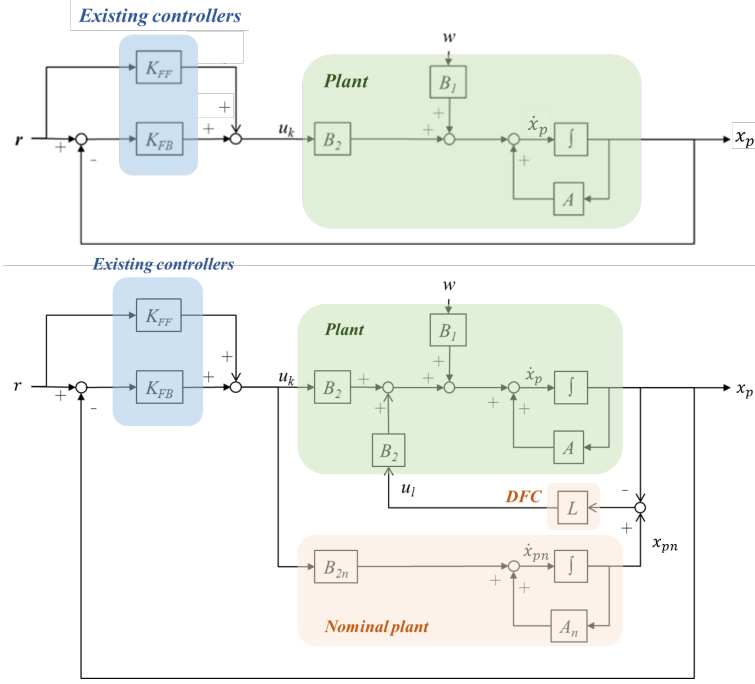 Existing controllers
w
K_FF
Plant
B_1
+
+
r
+
-
K_FB
+
u_k
B_2
+
+
ẋ_p
∫
x_p
+
A
Existing controllers
w
K_FF
Plant
B_1
+
+
r
+
-
K_FB
+
u_k
B_2
+
+
+
+
ẋ_p
∫
x_p
+
B_2
A
u_l
DFC
L
-
+
x_pn
B_2n
+
ẋ_pn
∫
+
A_n
Nominal plant